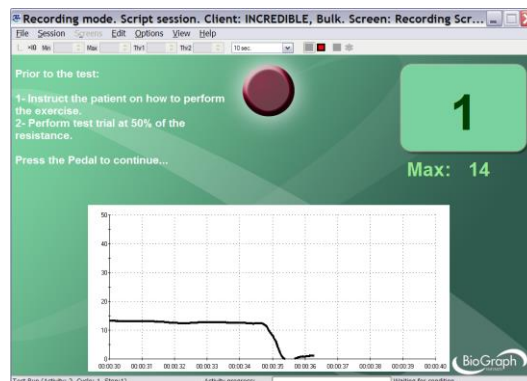 Recording mode. Script session. Client: INCREDIBLE, Bulk. Screen: Recording Scr...
File Session Screens Edit Options View Help
Min Max Thr1 Thr2 10 sec.
Prior to the test:
1- Instruct the patient on how to perform
the exercise.
2- Perform test trial at 50% of the
resistance.
Press the Pedal to continue...
1
Max: 14
50
40
30
20
10
0
00:00:30 00:00:31 00:00:32 00:00:33 00:00:34 00:00:35 00:00:36 00:00:37 00:00:38 00:00:39 00:00:40
BioGraph